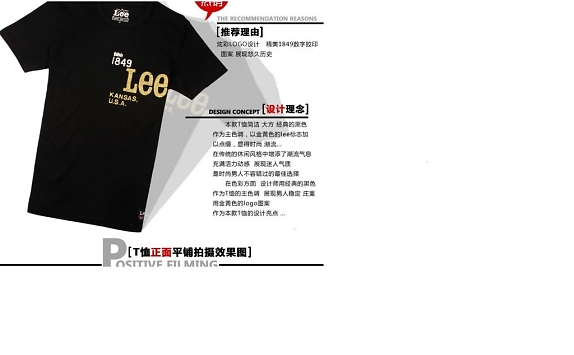 热销
THE RECOMMENDATION REASONS
[推荐理由]
炫彩LOGO设计 精美1849数字胶印
图案 展现悠久历史
Lee
1849
Lee
KANSAS,
U.S.A.
DESIGN CONCEPT [设计理念]
本款T恤简洁 大方 经典的黑色
作为主色调，以金黄色的lee标志加
以点缀，显得时尚 潮流...
在传统的休闲风格中增添了潮流气息
充满活力动感 展现迷人气质
是时尚男人不容错过的最佳选择
在色彩方面 设计师用经典的黑色
作为T恤的主色调 展现男人稳定 庄重
用金黄色的logo图案
作为本款T恤的设计亮点 ...
[T恤正面平铺拍摄效果图]
POSITIVE FILMING